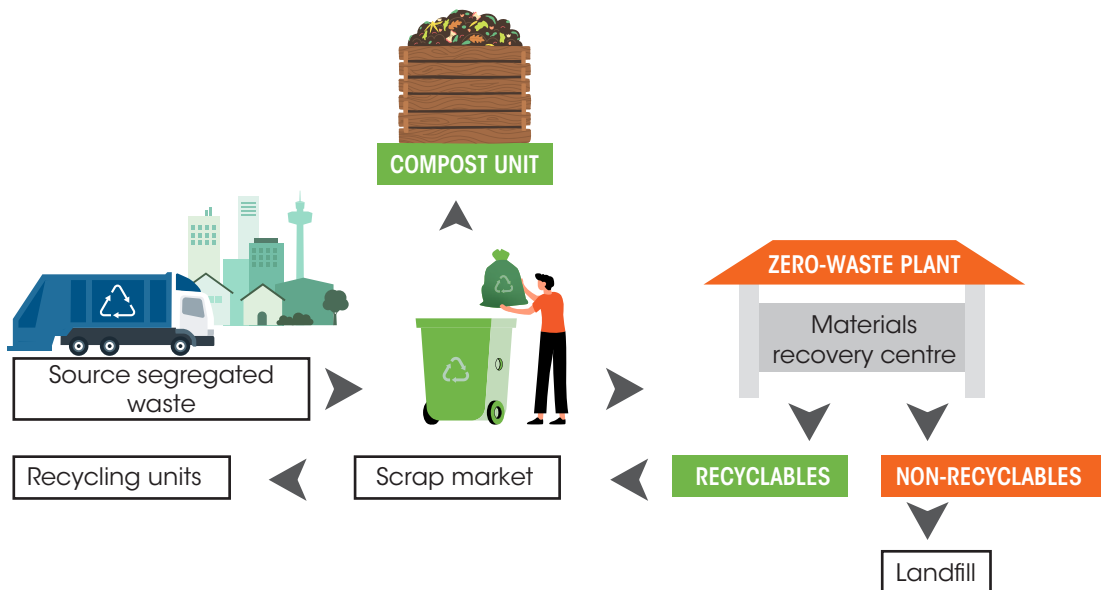 COMPOST UNIT
ZERO-WASTE PLANT
Materials
recovery centre
Source segregated
waste
Recycling units
Scrap market
RECYCLABLES
NON-RECYCLABLES
Landfill